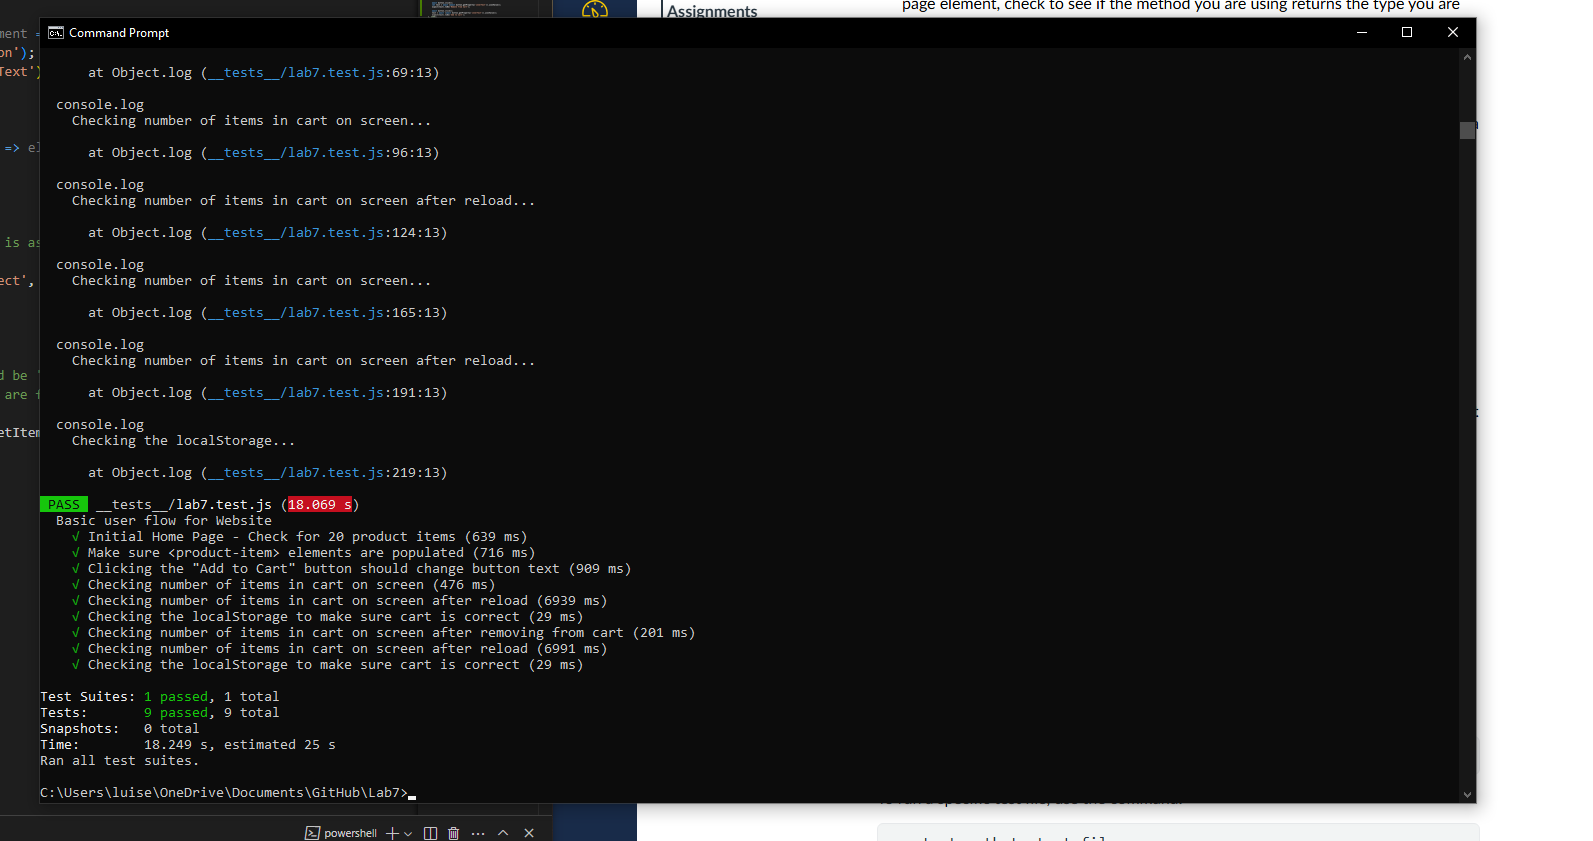 Assignments
page element, check to see if the method you are using returns the type you are
Command Prompt
at Object.log (__tests__/lab7.test.js:69:13)
console.log
Checking number of items in cart on screen...
at Object.log (__tests__/lab7.test.js:96:13)
console.log
Checking number of items in cart on screen after reload...
at Object.log (__tests__/lab7.test.js:124:13)
console.log
Checking number of items in cart on screen...
at Object.log (__tests__/lab7.test.js:165:13)
console.log
Checking number of items in cart on screen after reload...
at Object.log (__tests__/lab7.test.js:191:13)
console.log
Checking the localStorage...
at Object.log (__tests__/lab7.test.js:219:13)
PASS __tests__/lab7.test.js (18.069 s)
Basic user flow for Website
√ Initial Home Page - Check for 20 product items (639 ms)
√ Make sure <product-item> elements are populated (716 ms)
√ Clicking the "Add to Cart" button should change button text (909 ms)
√ Checking number of items in cart on screen (476 ms)
√ Checking number of items in cart on screen after reload (6939 ms)
√ Checking the localStorage to make sure cart is correct (29 ms)
√ Checking number of items in cart on screen after removing from cart (201 ms)
√ Checking number of items in cart on screen after reload (6991 ms)
√ Checking the localStorage to make sure cart is correct (29 ms)
Test Suites: 1 passed, 1 total
Tests: 9 passed, 9 total
Snapshots: 0 total
Time: 18.249 s, estimated 25 s
Ran all test suites.
C:\Users\luise\OneDrive\Documents\GitHub\Lab7>
powershell